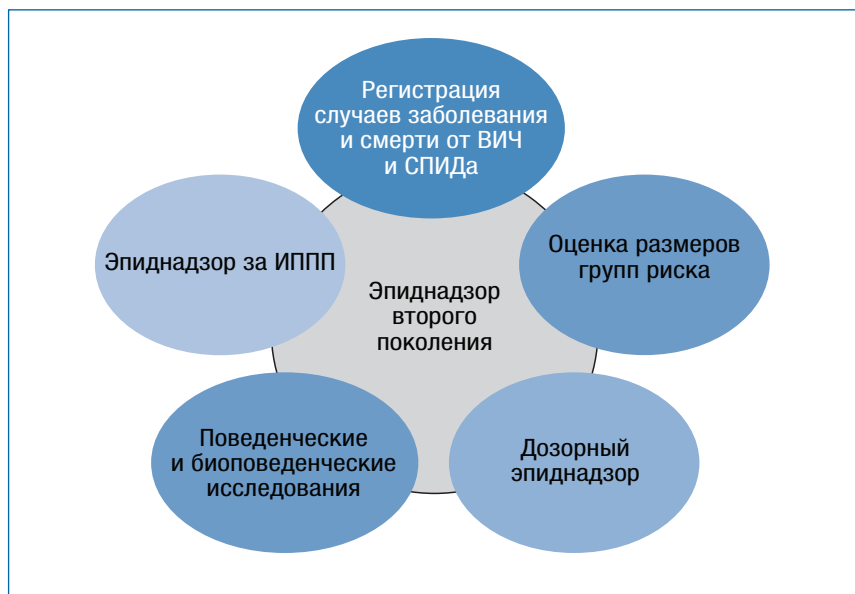 Регистрация
случаев заболевания
и смерти от ВИЧ
и СПИДа
Эпиднадзор за ИППП
Оценка размеров
групп риска
Эпиднадзор
второго
поколения
Поведенческие
и биоповеденческие
исследования
Дозорный
эпиднадзор